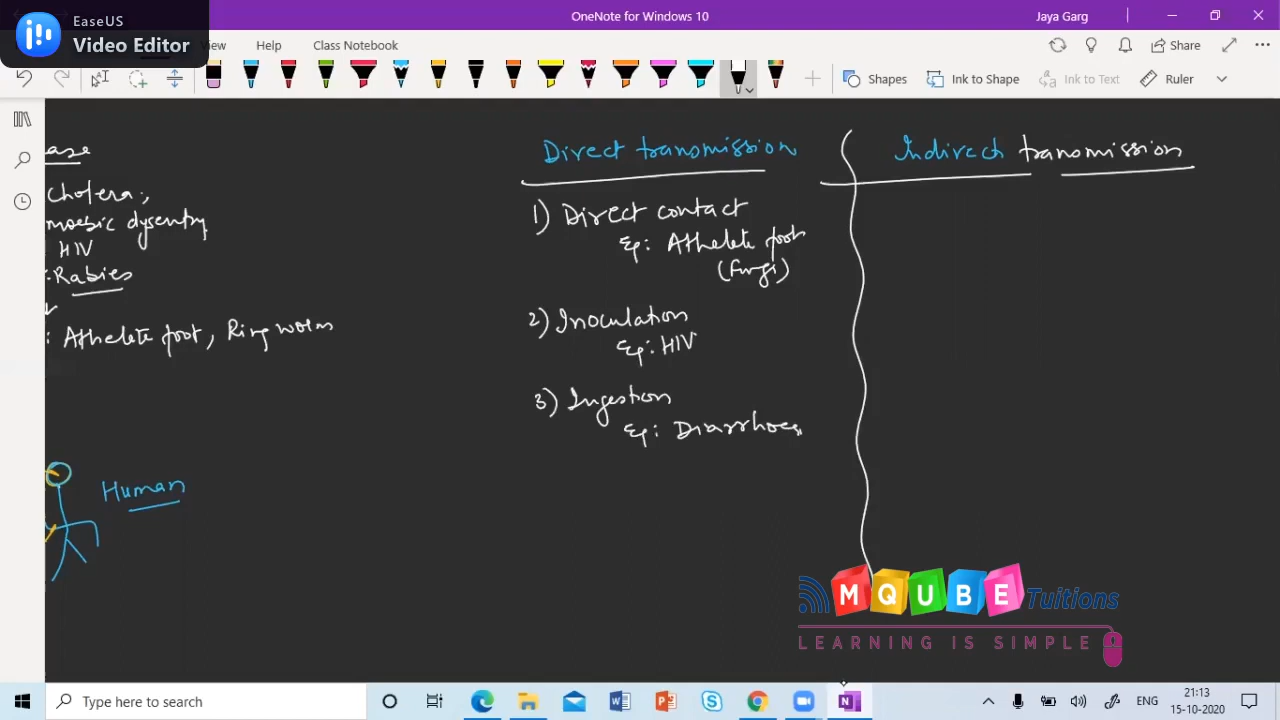 EaseUS
Video Editor
OneNote for Windows 10
Jaya Garg
View
Help
Class Notebook
Share
Shapes
Ink to Shape
Ink to Text
Ruler
ase
Cholera;
moebic dysentry
HIV
:Rabies
: Athelete foot, Ring worm
Human
Direct transmission
1) Direct contact
Eg: Athelete foot
(Fungi)
2) Inoculation
Eg: HIV
3) Ingestion
Eg: Diarrhoea
Indirect transmission
MQUBE Tuitions
LEARNING IS SIMPLE
Type here to search
ENG
21:13
15-10-2020